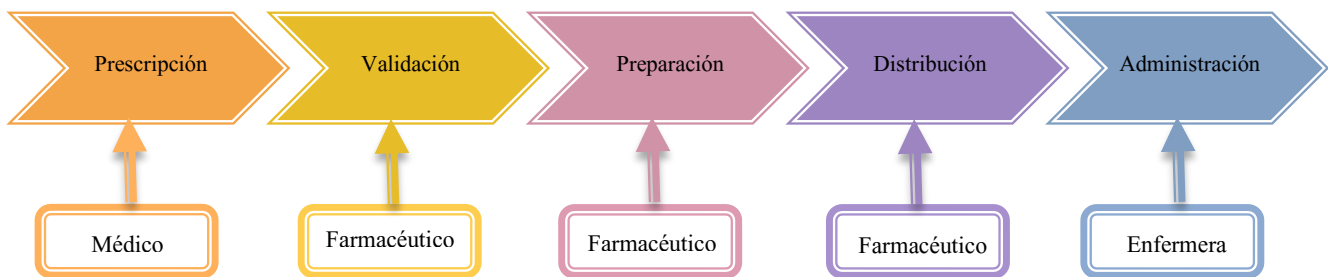 Prescripción
Validación
Preparación
Distribución
Administración
Médico
Farmacéutico
Farmacéutico
Farmacéutico
Enfermera